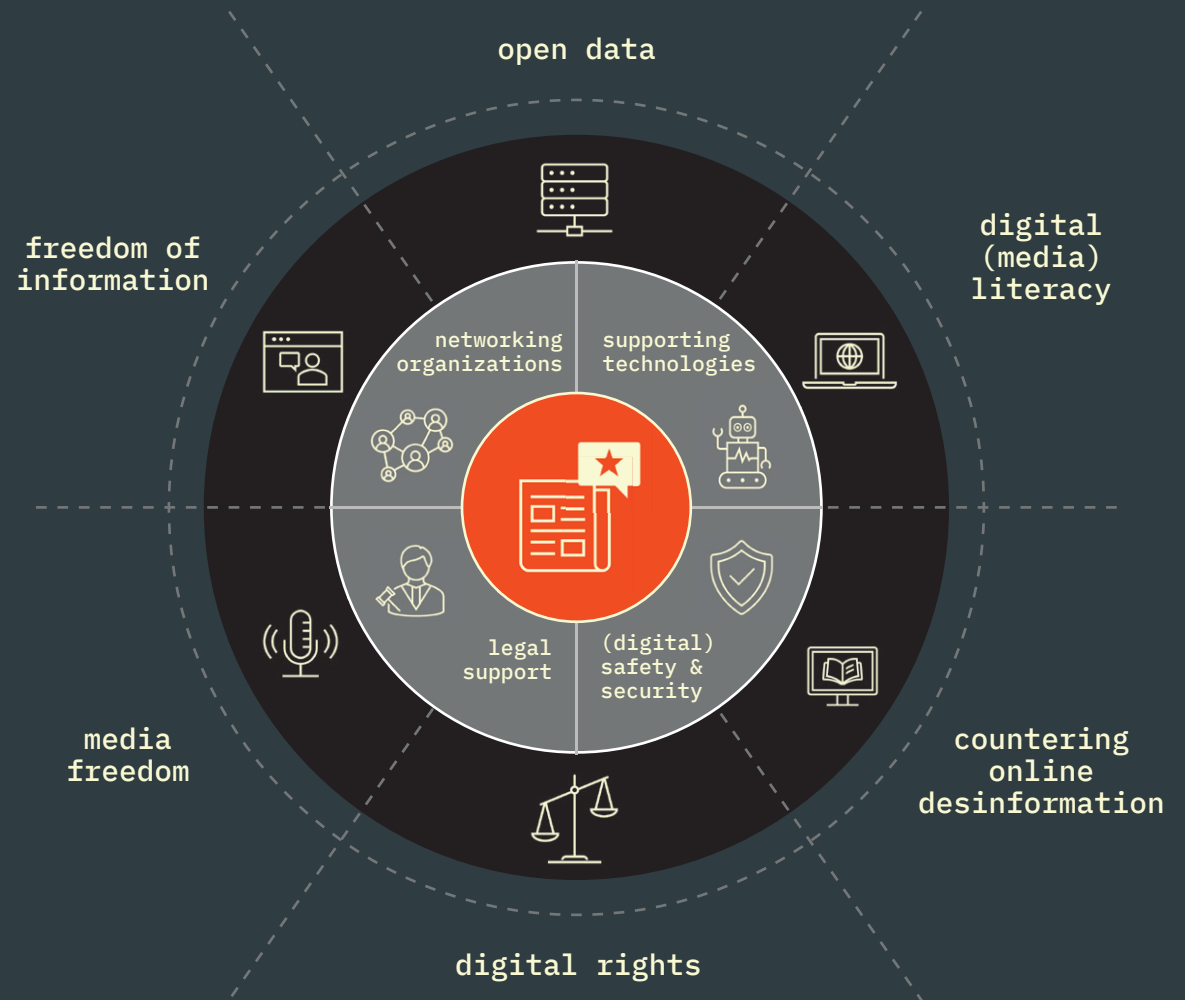 open data
freedom of
information
digital
(media)
literacy
networking
organizations
supporting
technologies
legal
support
(digital)
safety &
security
media
freedom
countering
online
desinformation
digital rights